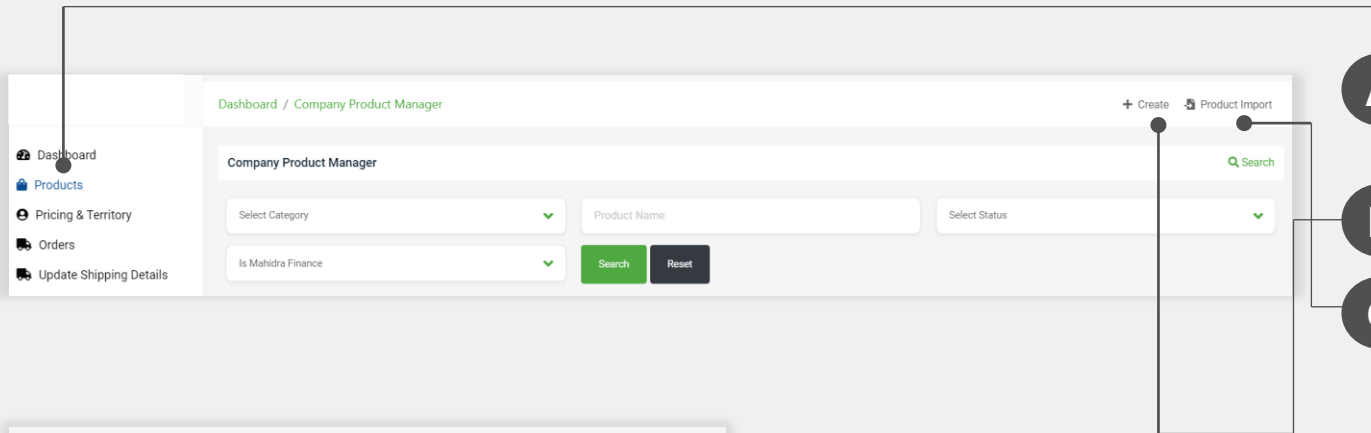 Dashboard / Company Product Manager
+ Create Product Import
Dashboard
Products
Pricing & Territory
Orders
Update Shipping Details
Company Product Manager
Search
Select Category
Product Name
Select Status
Is Mahidra Finance
Search
Reset